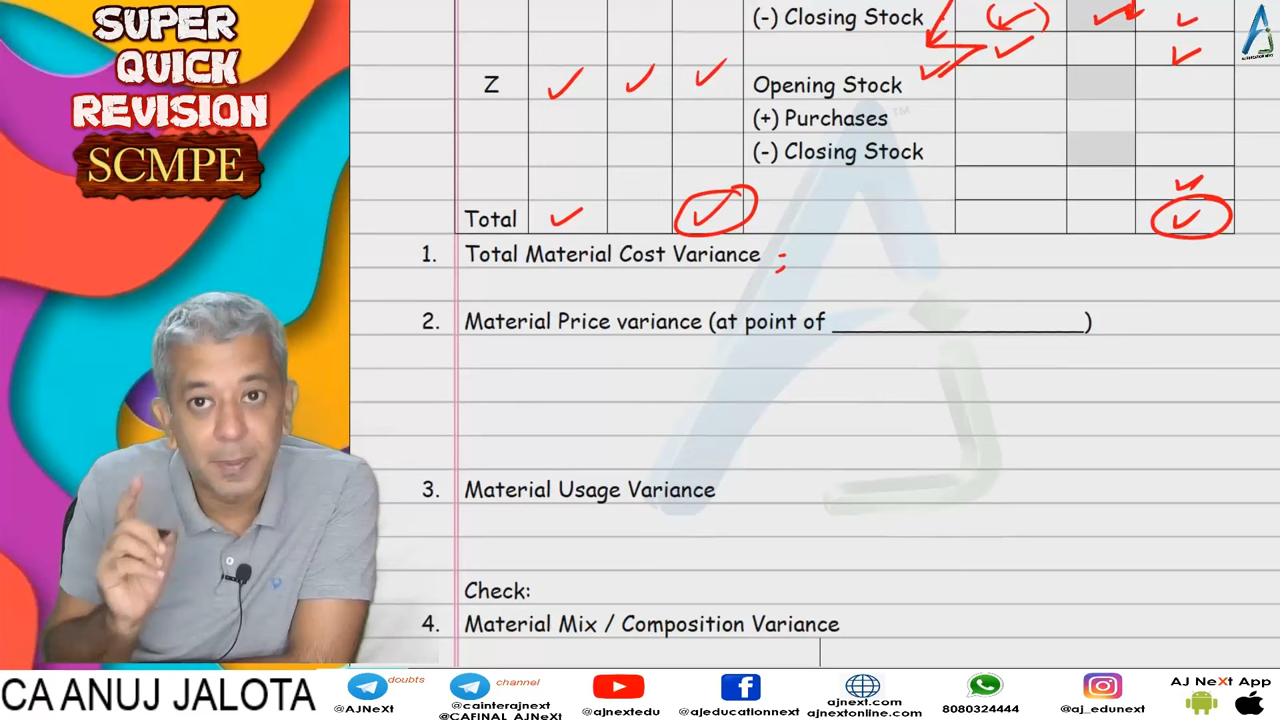 SUPER
QUICK
REVISION
SCMPE
(-) Closing Stock
Z
Opening Stock
(+) Purchases
(-) Closing Stock
Total
1. Total Material Cost Variance :
2. Material Price variance (at point of ____________________)
3. Material Usage Variance
Check:
4. Material Mix / Composition Variance
TM
CA ANUJ JALOTA
doubts
@AJNeXt
channel
@cainterajnext
@CAFINAL_AJNeXt
@ajnextedu
@ajeducationnext
ajnext.com
ajnextonline.com
8080324444
@aj_edunext
AJ NeXt App